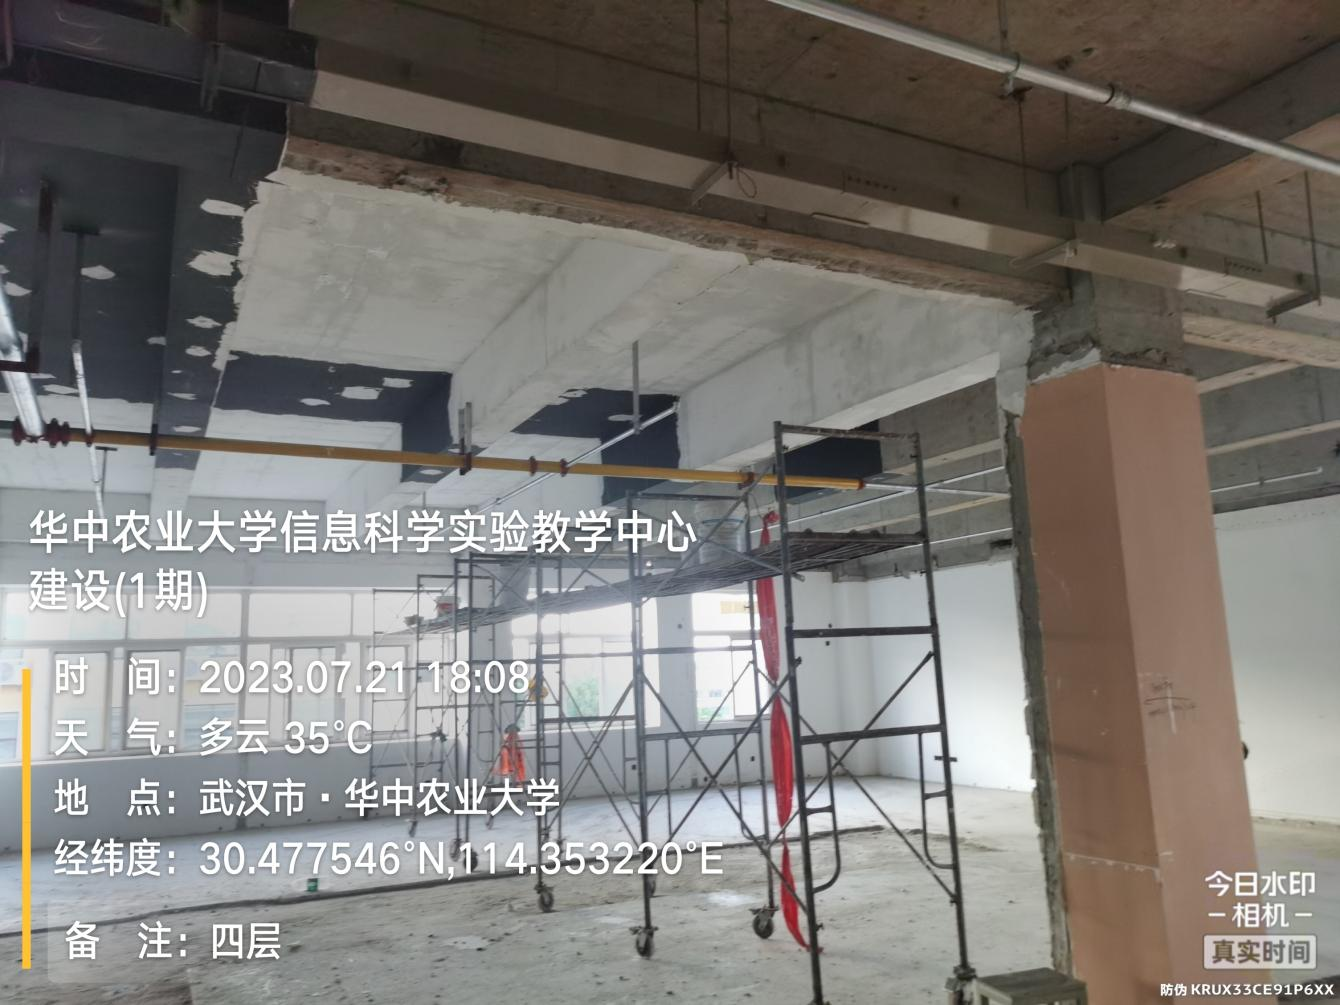 华中农业大学信息科学实验教学中心
建设(1期)
时 间：2023.07.21 18:08
天 气：多云 35°C
地 点：武汉市·华中农业大学
经纬度：30.477546°N,114.353220°E
备 注：四层
今日水印
-相机-
真实时间
防伪 KRUX33CE91P6XX